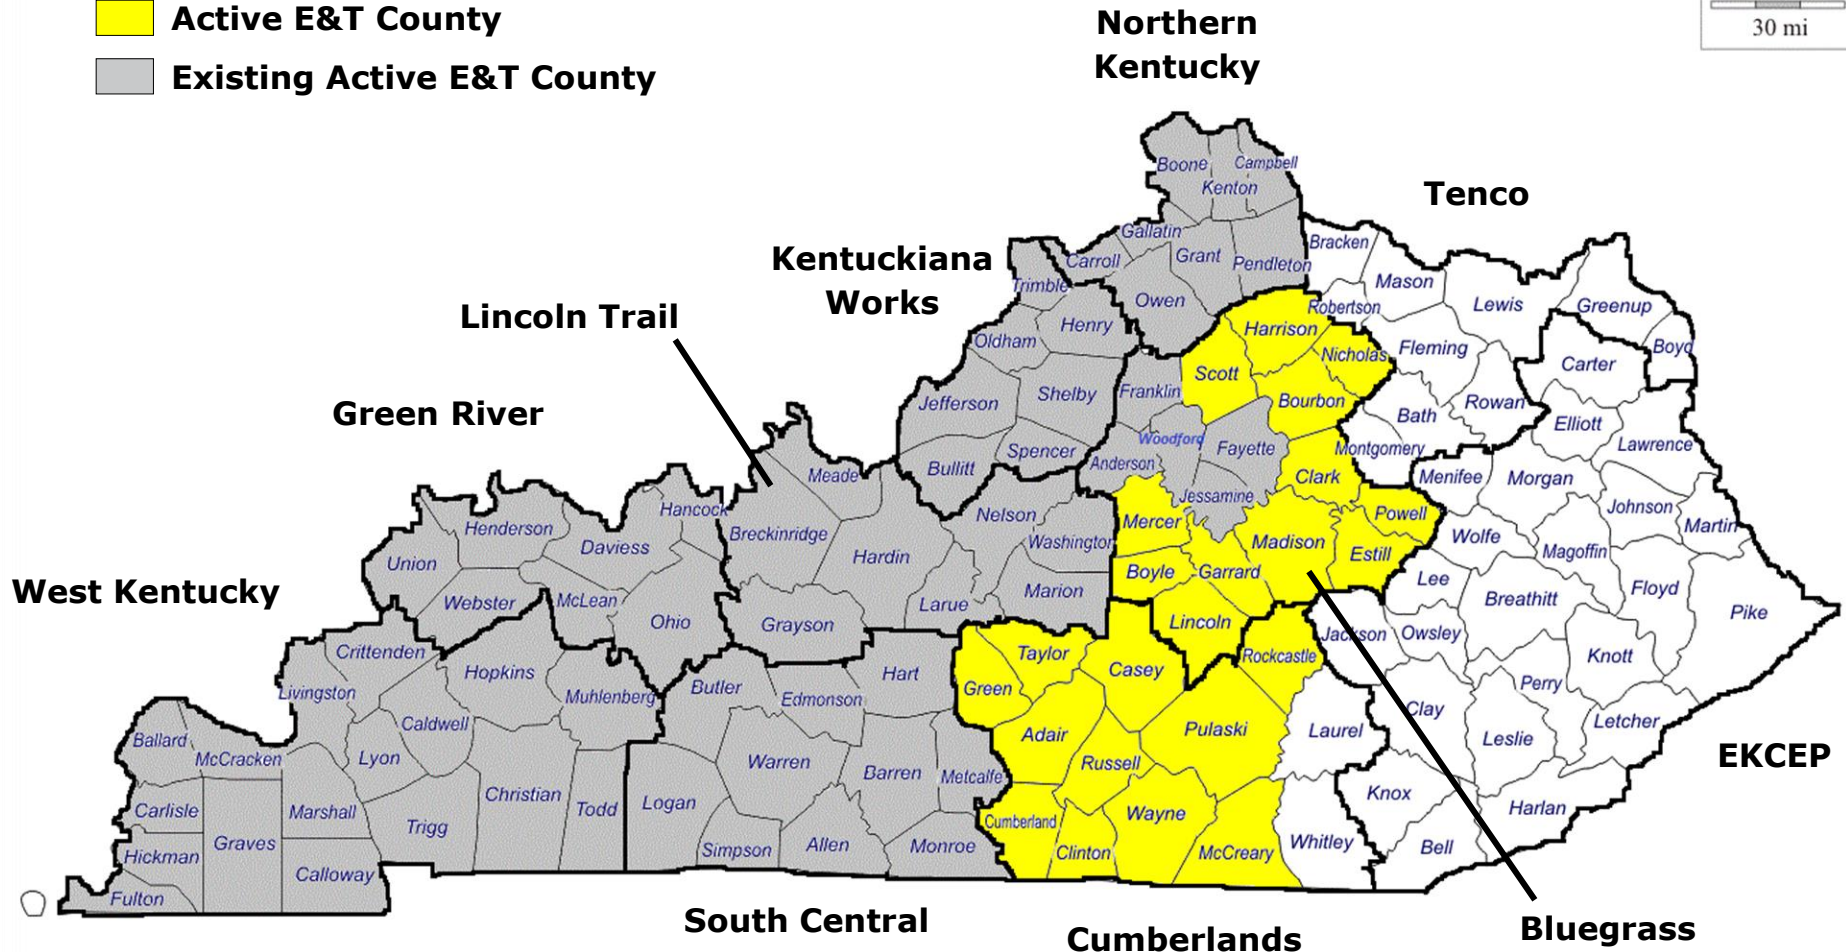 Active E&T County
Existing Active E&T County
30 mi
Northern
Kentucky
Tenco
Kentuckiana
Works
Lincoln Trail
Green River
West Kentucky
South Central
Cumberlands
Bluegrass
EKCEP
Boone
Campbell
Kenton
Gallatin
Carroll
Grant
Pendleton
Owen
Trimble
Henry
Oldham
Jefferson
Shelby
Bullitt
Spencer
Bracken
Mason
Robertson
Lewis
Greenup
Boyd
Fleming
Carter
Bath
Rowan
Montgomery
Elliott
Lawrence
Menifee
Morgan
Johnson
Martin
Wolfe
Magoffin
Lee
Breathitt
Floyd
Pike
Jackson
Owsley
Knott
Perry
Clay
Leslie
Letcher
Knox
Harlan
Bell
Harrison
Nicholas
Scott
Bourbon
Franklin
Woodford
Fayette
Anderson
Clark
Jessamine
Mercer
Madison
Powell
Estill
Boyle
Garrard
Lincoln
Meade
Breckinridge
Hardin
Nelson
Washington
Marion
Larue
Grayson
Hancock
Henderson
Daviess
Union
Webster
McLean
Ohio
Crittenden
Livingston
Hopkins
Muhlenberg
Caldwell
Lyon
Ballard
McCracken
Carlisle
Graves
Marshall
Hickman
Calloway
Fulton
Trigg
Christian
Todd
Butler
Edmonson
Hart
Warren
Barren
Metcalfe
Logan
Simpson
Allen
Monroe
Taylor
Green
Casey
Rockcastle
Adair
Pulaski
Russell
Laurel
Cumberland
Clinton
Wayne
McCreary
Whitley